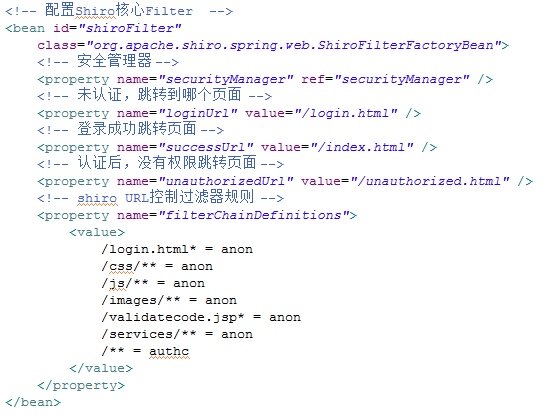 <!-- 配置Shiro核心Filter  -->
<bean id="shiroFilter"
    class="org.apache.shiro.spring.web.ShiroFilterFactoryBean">
    <!-- 安全管理器 -->
    <property name="securityManager" ref="securityManager" />
    <!-- 未认证，跳转到哪个页面  -->
    <property name="loginUrl" value="/login.html" />
    <!-- 登录成功跳转页面 -->
    <property name="successUrl" value="/index.html" />
    <!-- 认证后，没有权限跳转页面 -->
    <property name="unauthorizedUrl" value="/unauthorized.html" />
    <!-- shiro URL控制过滤器规则  -->
    <property name="filterChainDefinitions">
        <value>
            /login.html* = anon
            /css/** = anon
            /js/** = anon
            /images/** = anon
            /validatecode.jsp* = anon
            /services/** = anon
            /** = authc
        </value>
    </property>
</bean>